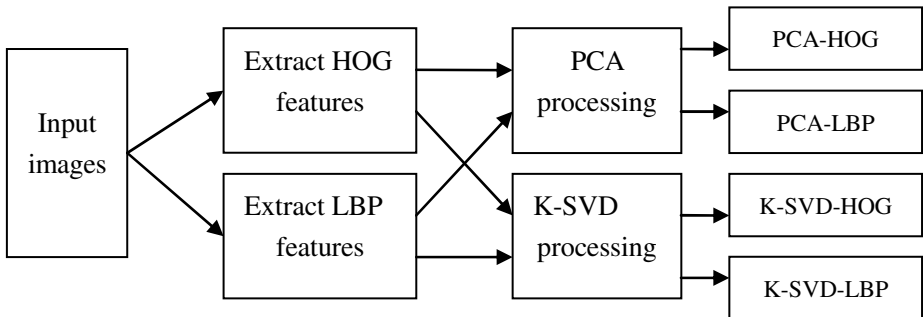 Input
images
Extract HOG
features
Extract LBP
features
PCA
processing
K-SVD
processing
PCA-HOG
PCA-LBP
K-SVD-HOG
K-SVD-LBP